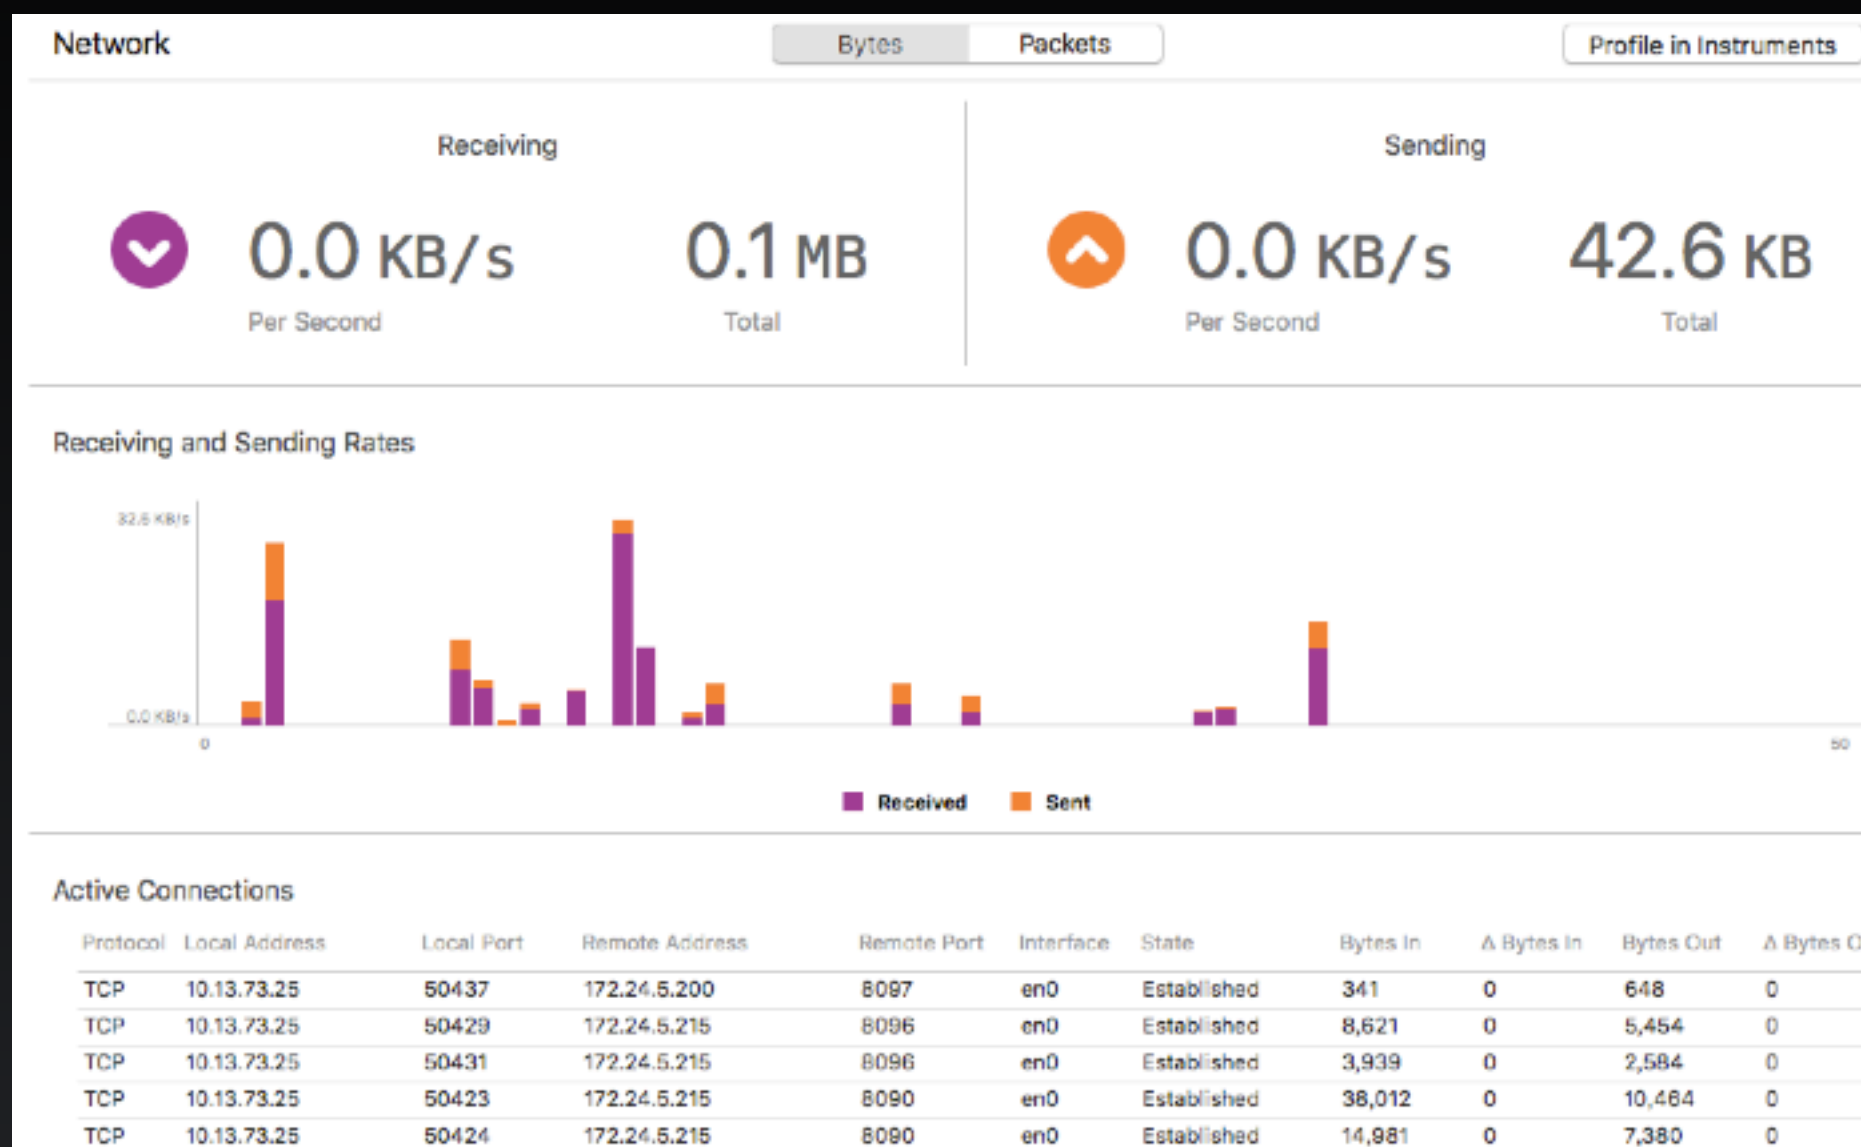 Network Bytes Packets Profile in Instruments
Receiving Sending
0.0 KB/s 0.1 MB 0.0 KB/s 42.6 KB
Per Second Total Per Second Total
Receiving and Sending Rates
32.6 KB/s
0.0 KB/s
0 50
Received Sent
Active Connections
Protocol Local Address Local Port Remote Address Remote Port Interface State Bytes In Δ Bytes In Bytes Out Δ Bytes O
TCP 10.13.73.25 50437 172.24.5.200 8097 en0 Established 341 0 648 0
TCP 10.13.73.25 50429 172.24.5.215 8096 en0 Established 8,621 0 5,454 0
TCP 10.13.73.25 50431 172.24.5.215 8096 en0 Established 3,939 0 2,584 0
TCP 10.13.73.25 50423 172.24.5.215 8090 en0 Established 38,012 0 10,464 0
TCP 10.13.73.25 50424 172.24.5.215 8090 en0 Established 14,981 0 7,380 0